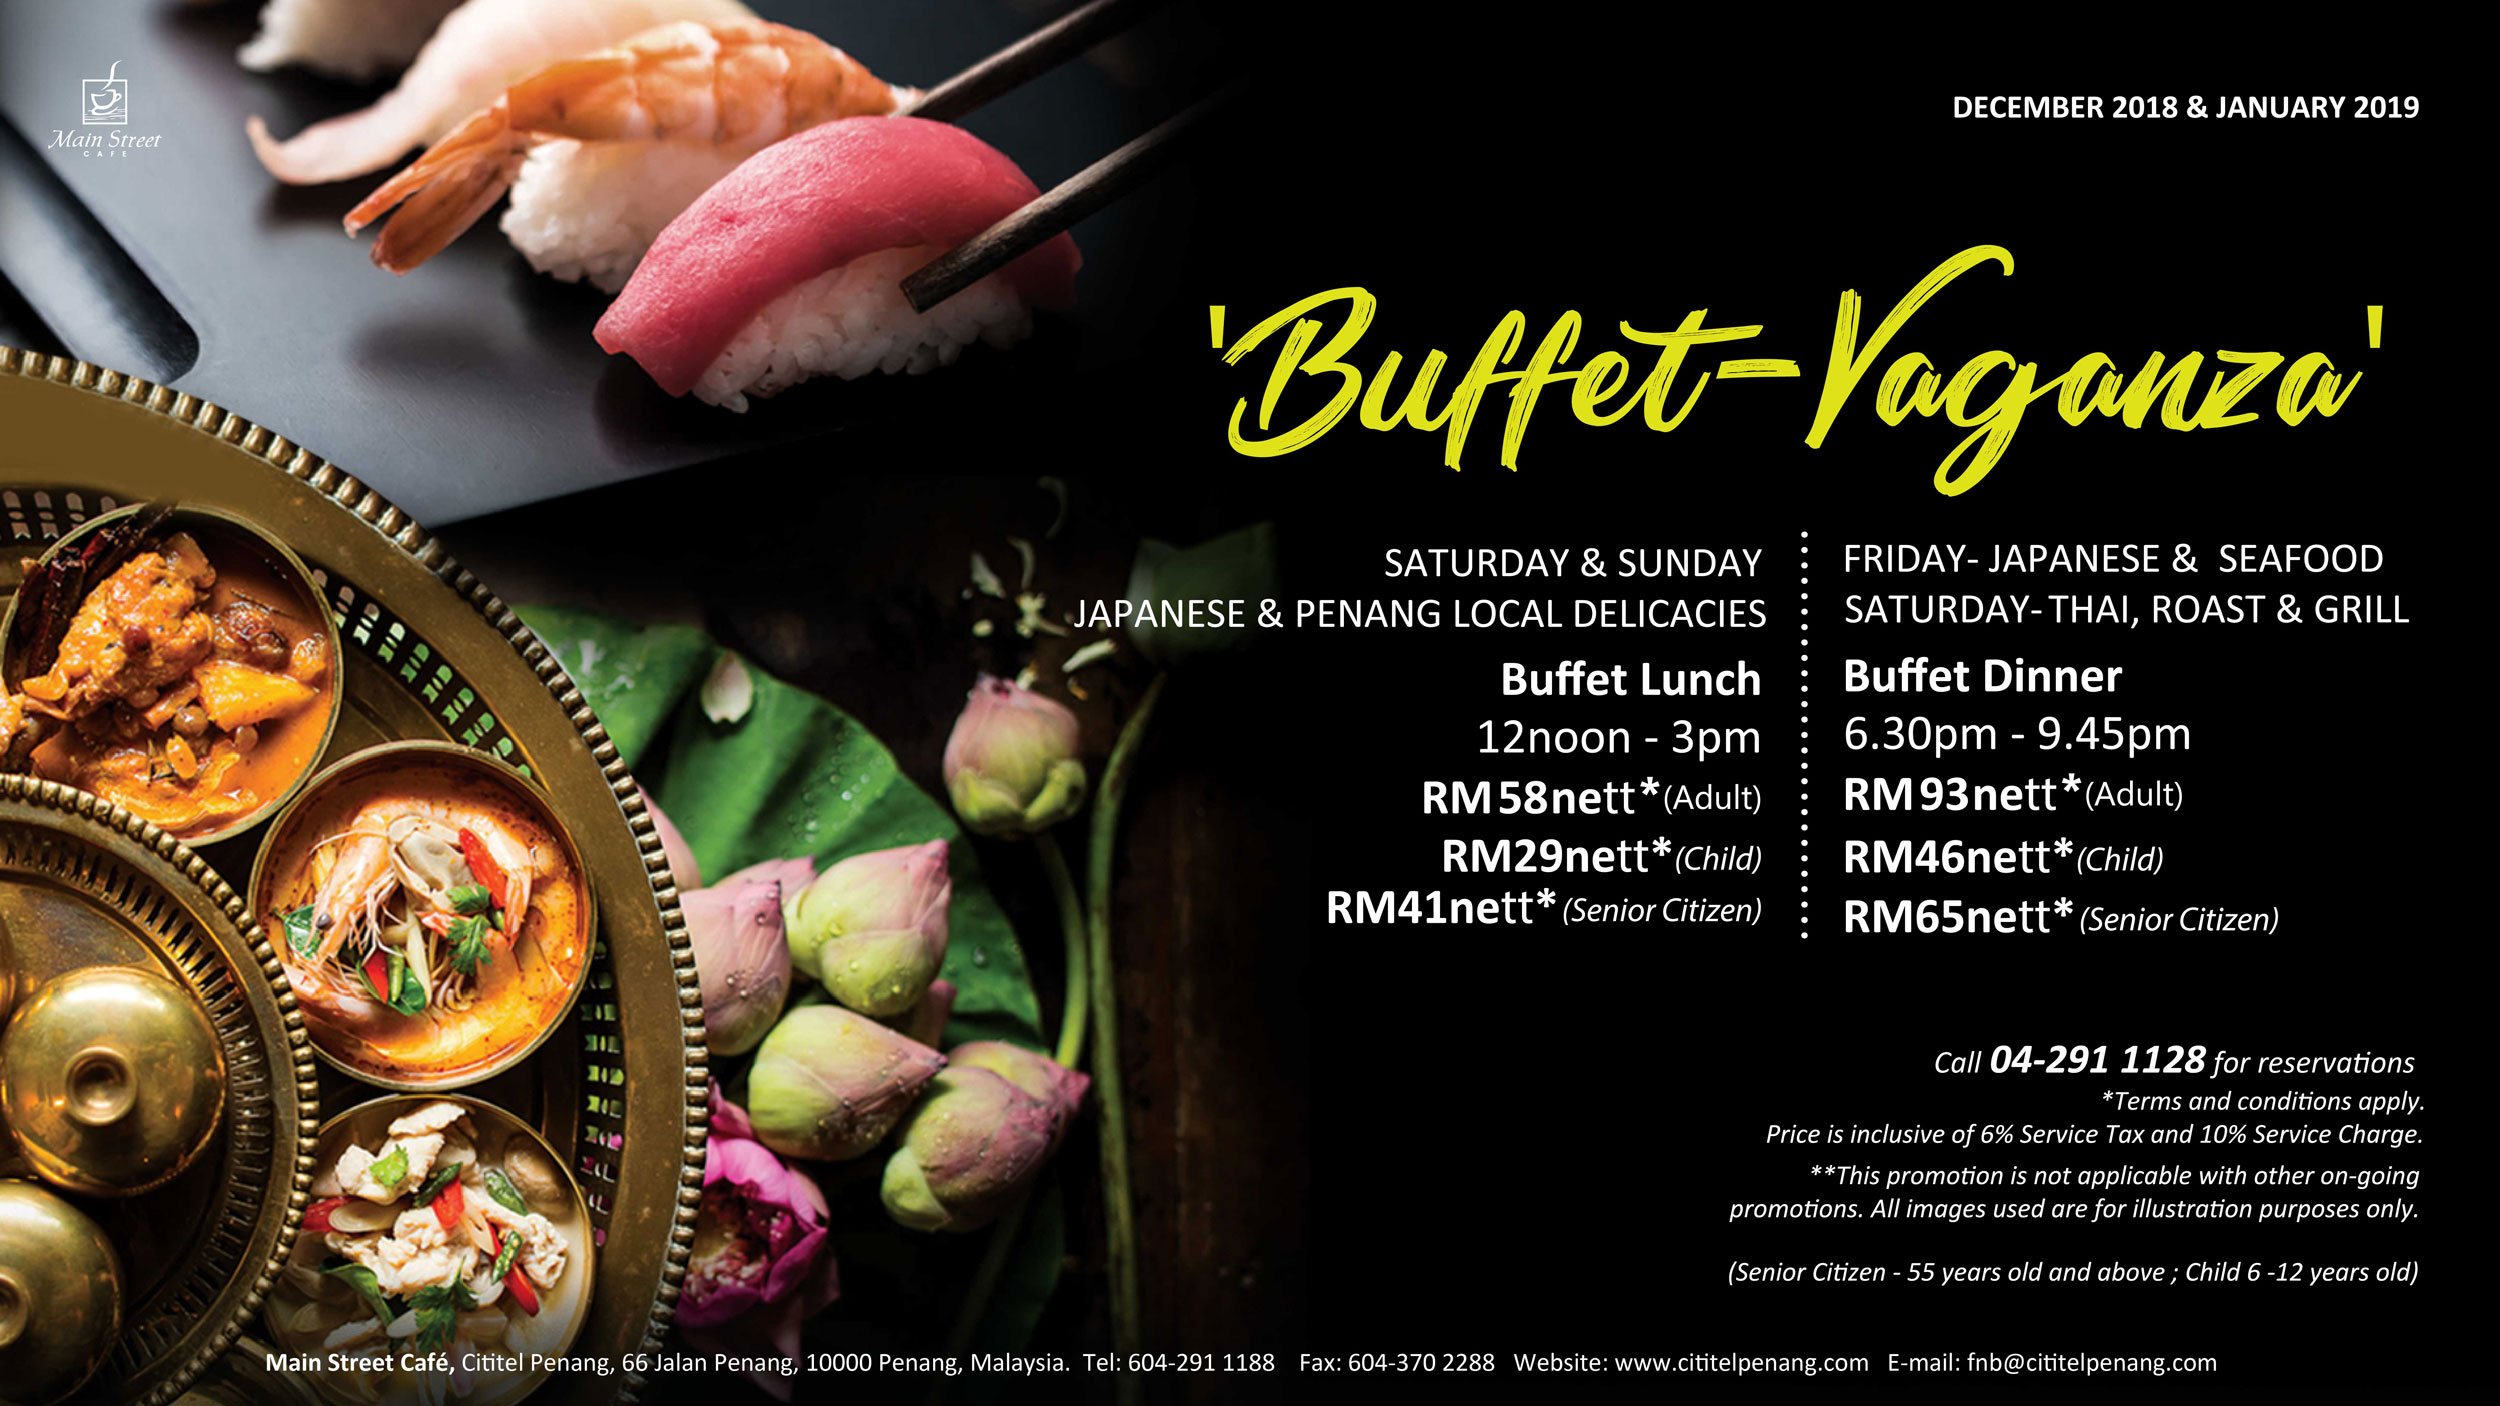 Main Street
CAFE
DECEMBER 2018 & JANUARY 2019
'Buffet-Vaganza'
SATURDAY & SUNDAY
JAPANESE & PENANG LOCAL DELICACIES
Buffet Lunch
12noon - 3pm
RM58nett*(Adult)
RM29nett*(Child)
RM41nett*(Senior Citizen)
FRIDAY- JAPANESE & SEAFOOD
SATURDAY- THAI, ROAST & GRILL
Buffet Dinner
6.30pm - 9.45pm
RM93nett*(Adult)
RM46nett*(Child)
RM65nett*(Senior Citizen)
Call 04-291 1128 for reservations
*Terms and conditions apply.
Price is inclusive of 6% Service Tax and 10% Service Charge.
**This promotion is not applicable with other on-going
promotions. All images used are for illustration purposes only.
(Senior Citizen - 55 years old and above ; Child 6 -12 years old)
Main Street Café, Cititel Penang, 66 Jalan Penang, 10000 Penang, Malaysia. Tel: 604-291 1188 Fax: 604-370 2288 Website: www.cititelpenang.com E-mail: fnb@cititelpenang.com